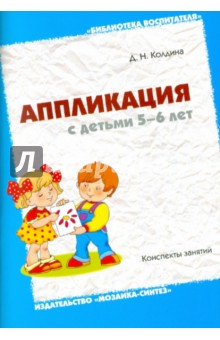 «БИБЛИОТЕКА ВОСПИТАТЕЛЯ»
Д. Н. Колдина
АППЛИКАЦИЯ
с детьми 5–6 лет
Конспекты занятий
ИЗДАТЕЛЬСТВО «МОЗАИКА-СИНТЕЗ»